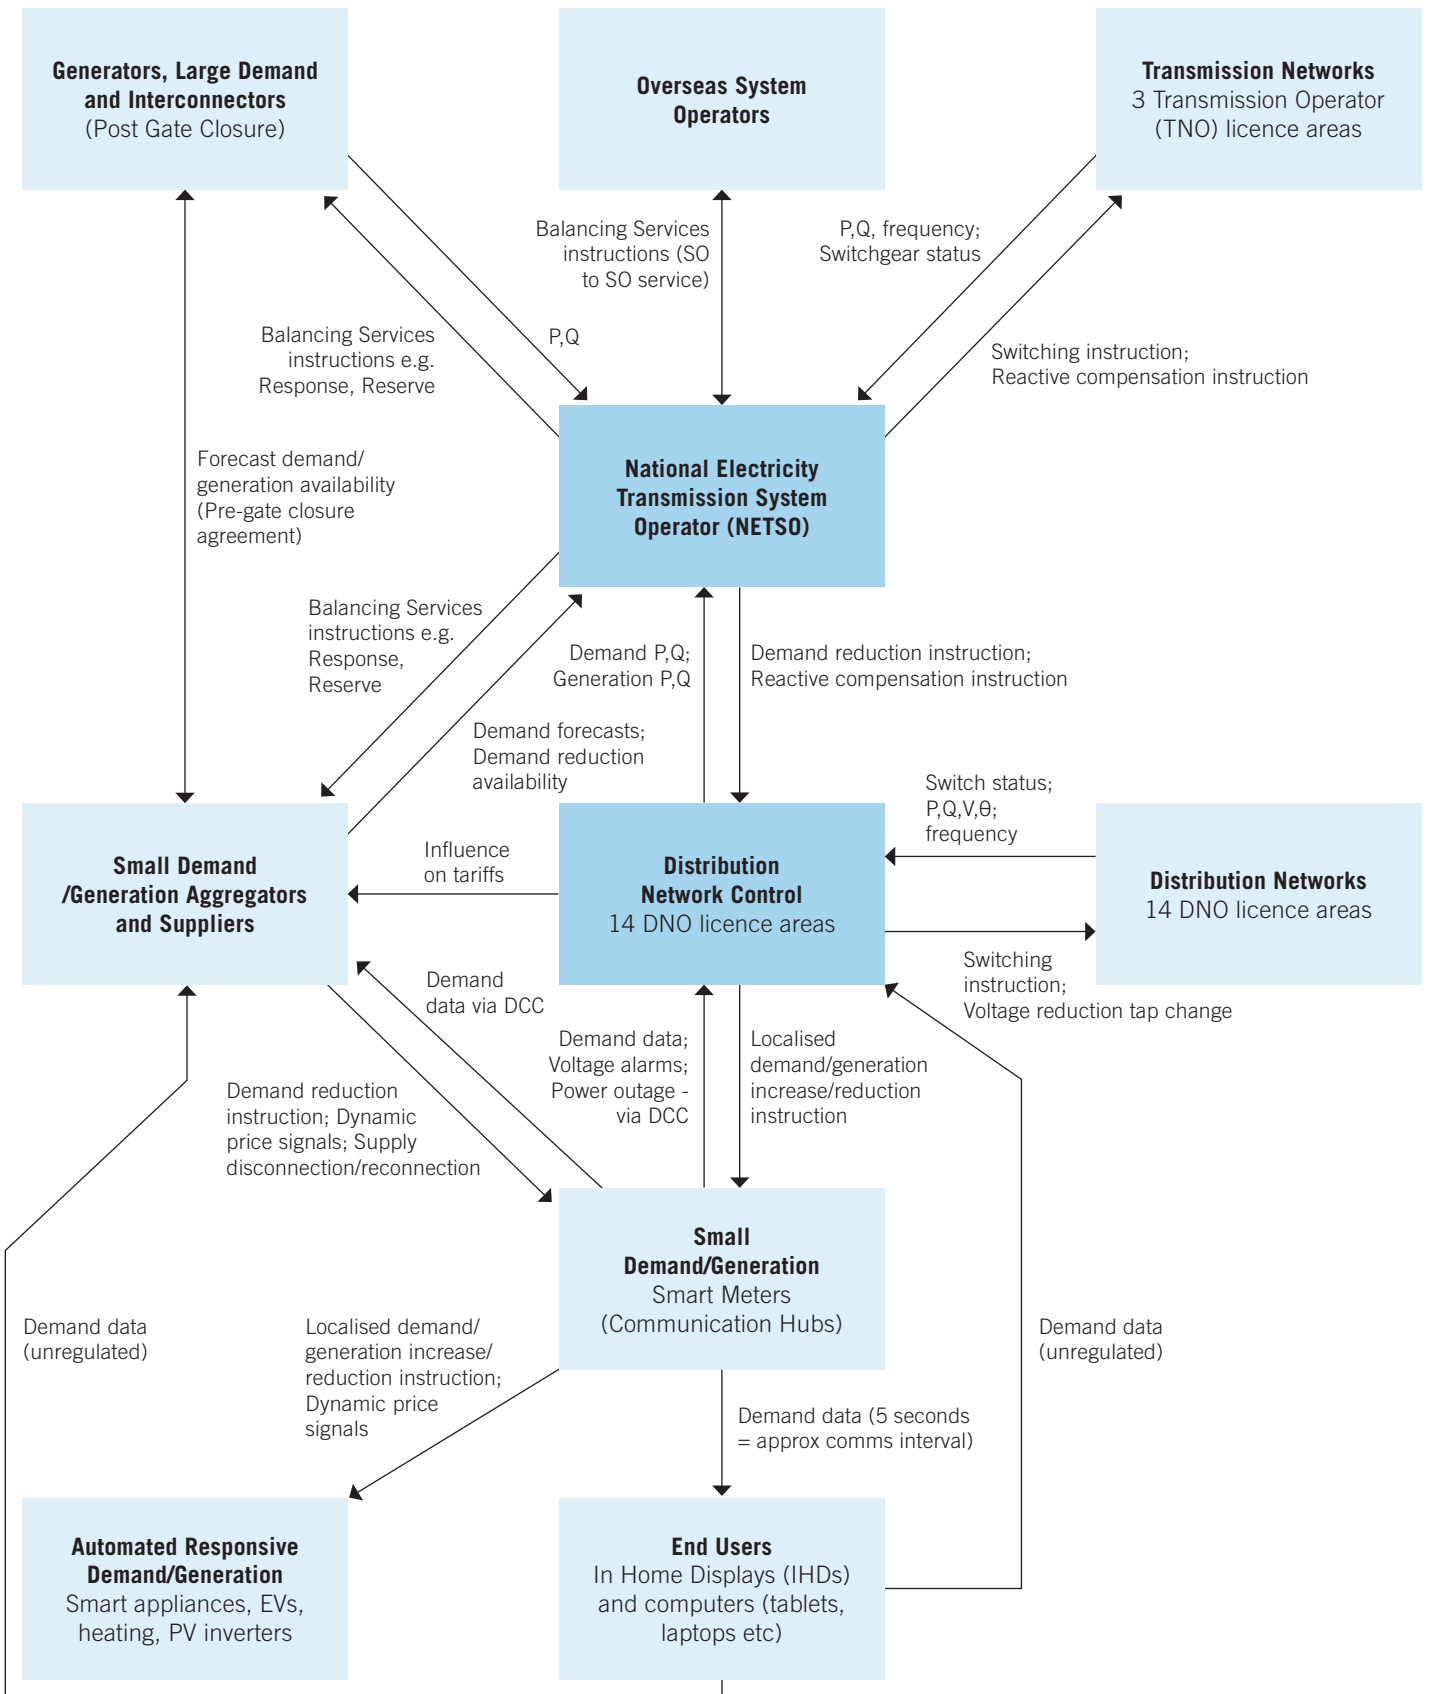 Generators, Large Demand
and Interconnectors
(Post Gate Closure)
Overseas System
Operators
Transmission Networks
3 Transmission Operator
(TNO) licence areas
Balancing Services
instructions (SO
to SO service)
P,Q, frequency;
Switchgear status
Balancing Services
instructions e.g.
Response, Reserve
P,Q
Switching instruction;
Reactive compensation instruction
Forecast demand/
generation availability
(Pre-gate closure
agreement)
National Electricity
Transmission System
Operator (NETSO)
Balancing Services
instructions e.g.
Response,
Reserve
Demand P,Q;
Generation P,Q
Demand reduction instruction;
Reactive compensation instruction
Demand forecasts;
Demand reduction
availability
Switch status;
P,Q,V,θ;
frequency
Small Demand
/Generation Aggregators
and Suppliers
Influence
on tariffs
Distribution
Network Control
14 DNO licence areas
Distribution Networks
14 DNO licence areas
Switching
instruction;
Voltage reduction tap change
Demand
data via DCC
Demand data;
Voltage alarms;
Power outage -
via DCC
Localised
demand/generation
increase/reduction
instruction
Demand reduction
instruction; Dynamic
price signals; Supply
disconnection/reconnection
Small
Demand/Generation
Smart Meters
(Communication Hubs)
Demand data
(unregulated)
Localised demand/
generation increase/
reduction instruction;
Dynamic price
signals
Demand data
(unregulated)
Demand data (5 seconds
= approx comms interval)
Automated Responsive
Demand/Generation
Smart appliances, EVs,
heating, PV inverters
End Users
In Home Displays (IHDs)
and computers (tablets,
laptops etc)